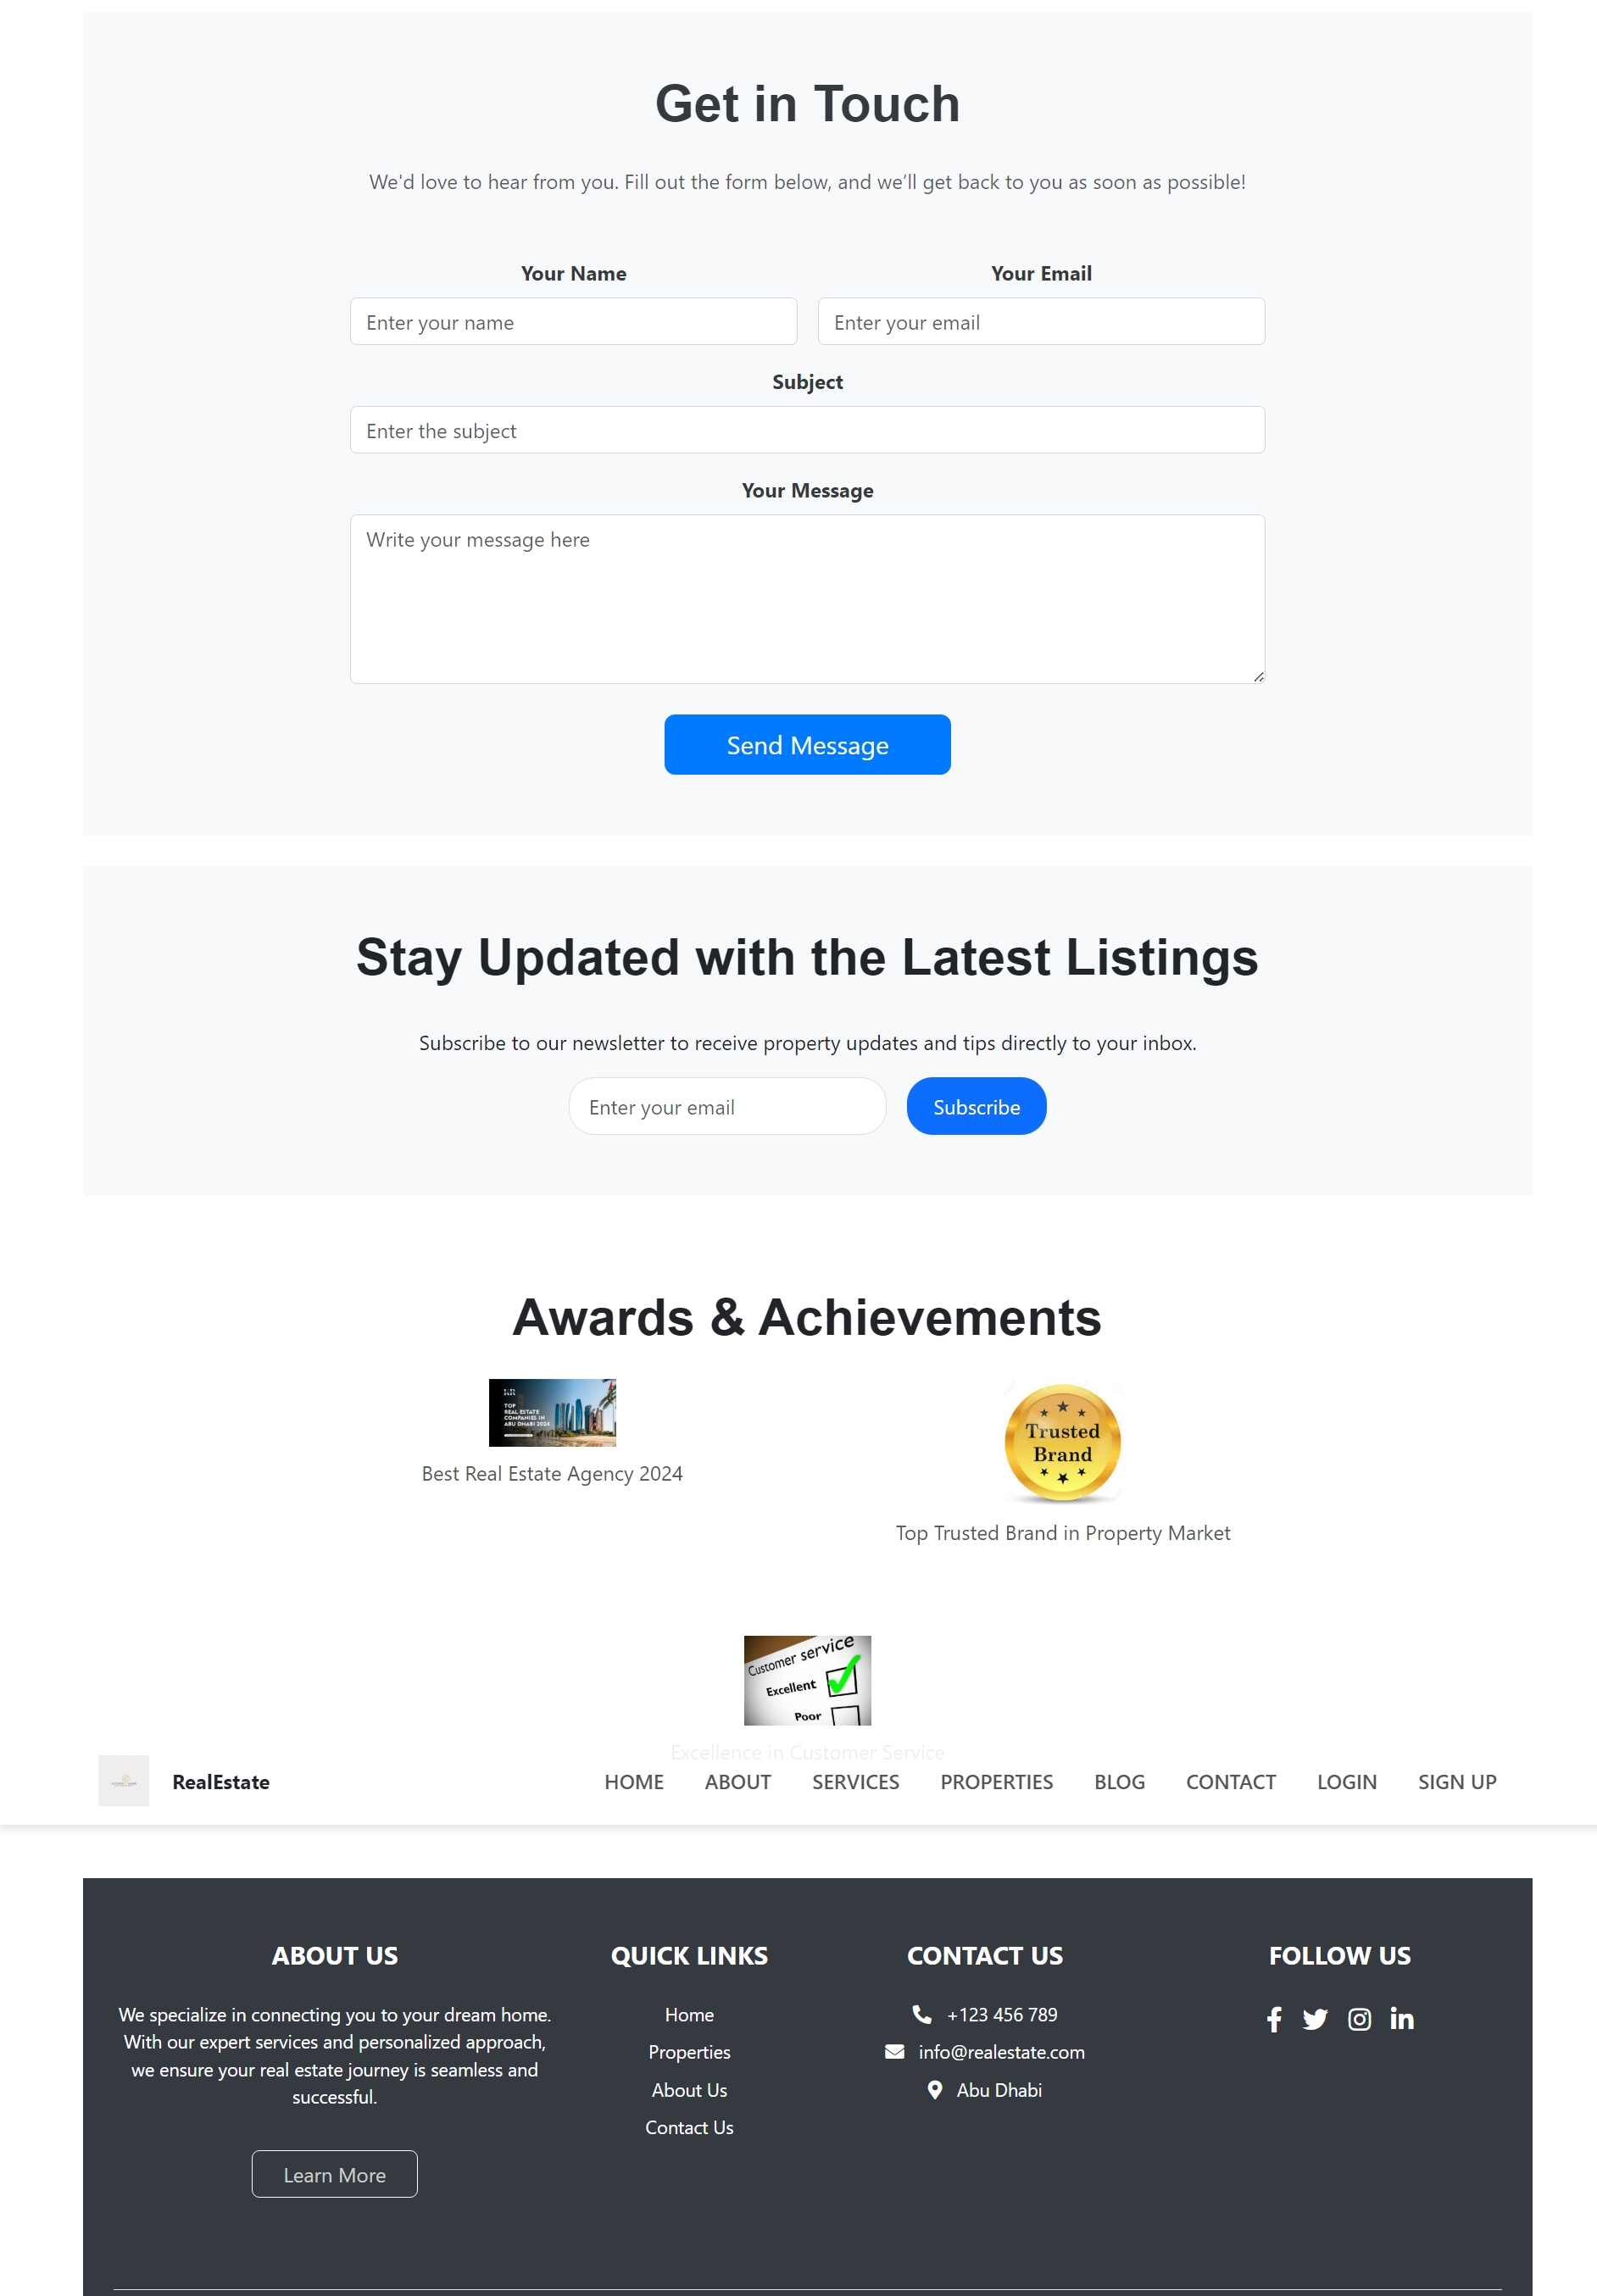 Get in Touch
We'd love to hear from you. Fill out the form below, and we’ll get back to you as soon as possible!
Your Name
Your Email
Enter your name
Enter your email
Subject
Enter the subject
Your Message
Write your message here
Send Message
Stay Updated with the Latest Listings
Subscribe to our newsletter to receive property updates and tips directly to your inbox.
Enter your email
Subscribe
Awards & Achievements
TOP
REAL ESTATE
COMPANIES IN
ABU DHABI 2024
Best Real Estate Agency 2024
Trusted
Brand
Top Trusted Brand in Property Market
Customer service
Excellent
Poor
Excellence in Customer Service
RealEstate
HOME
ABOUT
SERVICES
PROPERTIES
BLOG
CONTACT
LOGIN
SIGN UP
ABOUT US
We specialize in connecting you to your dream home.
With our expert services and personalized approach,
we ensure your real estate journey is seamless and
successful.
Learn More
QUICK LINKS
Home
Properties
About Us
Contact Us
CONTACT US
+123 456 789
info@realestate.com
Abu Dhabi
FOLLOW US